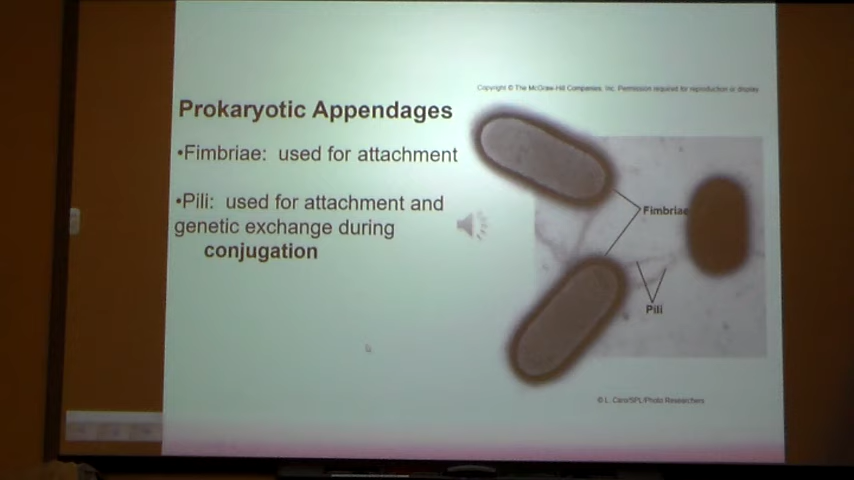 Copyright © The McGraw-Hill Companies, Inc. Permission required for reproduction or display
Prokaryotic Appendages
•Fimbriae: used for attachment
•Pili: used for attachment and
genetic exchange during
conjugation
Fimbriae
Pili
© L. Caro/SPL/Photo Researchers